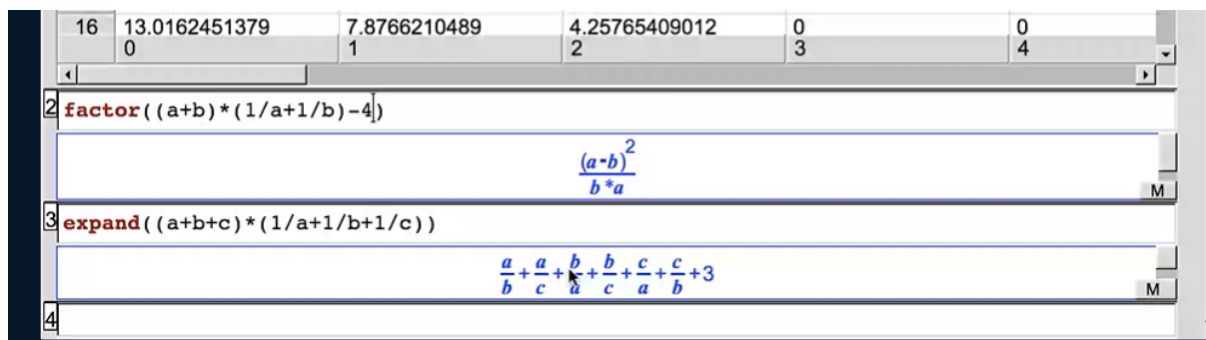 16 13.0162451379 7.8766210489 4.25765409012 0 0
0 1 2 3 4
2 factor((a+b)*(1/a+1/b)-4)
(a-b)^2/(b*a)
M
3 expand((a+b+c)*(1/a+1/b+1/c))
a/b+a/c+b/a+b/c+c/a+c/b+3
M
4